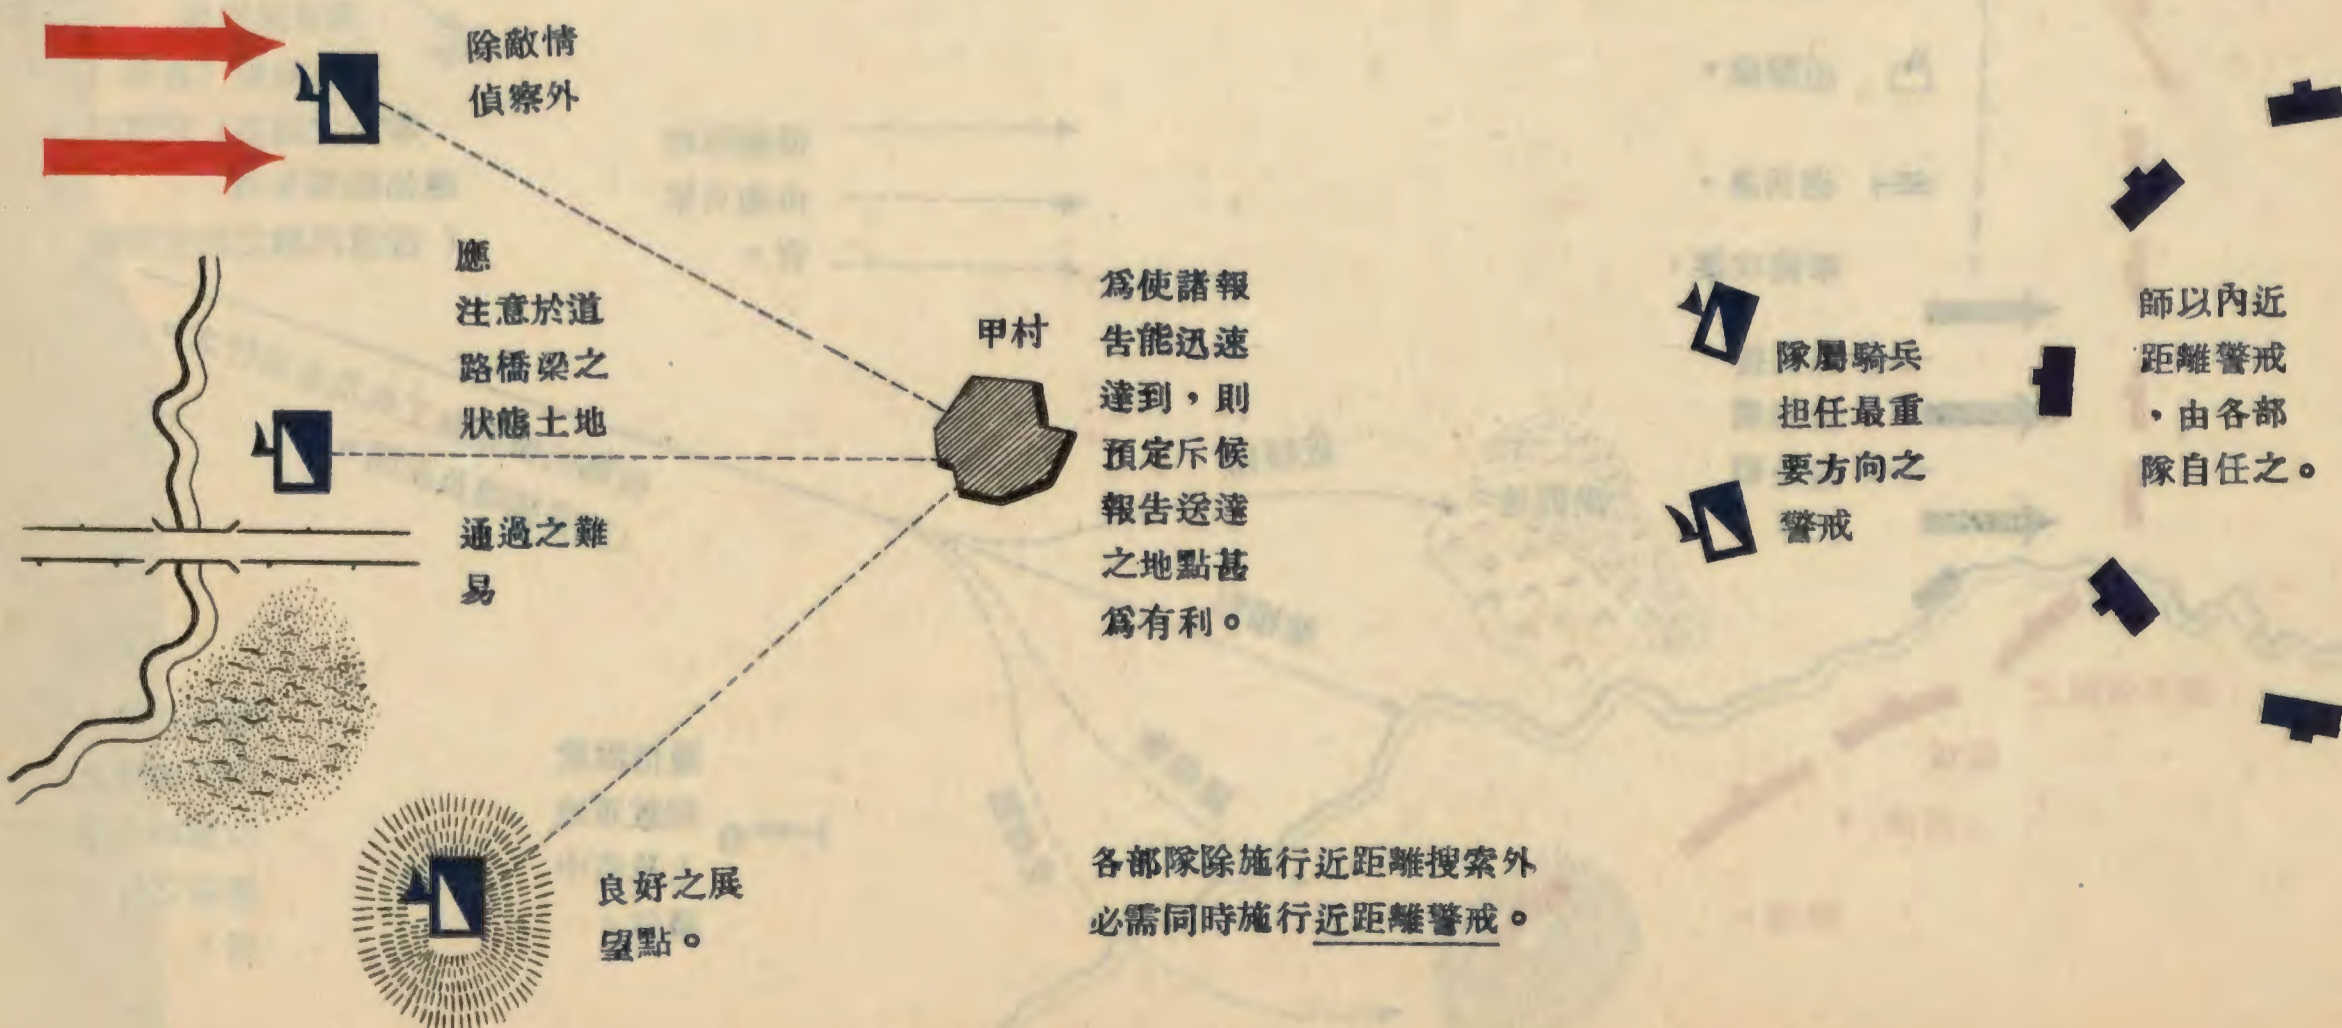 除敵情
偵察外
應
注意於道
路橋梁之
狀態土地
通過之難
易
良好之展
望點。
甲村
爲使諸報
告能迅速
達到，則
預定斥候
報告送達
之地點甚
爲有利。
隊屬騎兵
担任最重
要方向之
警戒
師以內近
距離警戒
，由各部
隊自任之。
各部隊除施行近距離搜索外
必需同時施行近距離警戒。